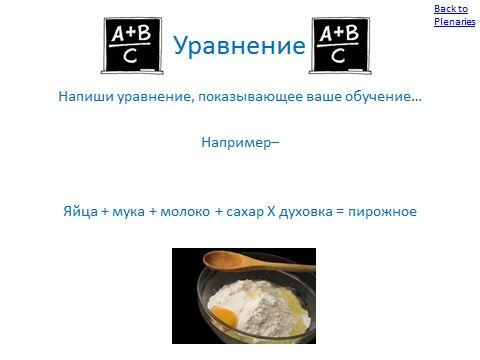 Back to
Plenaries
A+B
C
Уравнение
A+B
C
Напиши уравнение, показывающее ваше обучение…
Например–
Яйца + мука + молоко + сахар X духовка = пирожное